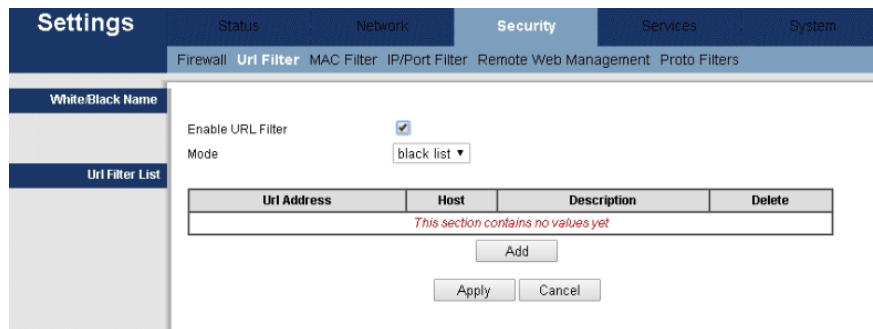 Settings
Status Network Security Services System
Firewall Url Filter MAC Filter IP/Port Filter Remote Web Management Proto Filters
White/Black Name
Enable URL Filter
Mode black list
Url Filter List
Url Address Host Description Delete
This section contains no values yet
Add
Apply Cancel